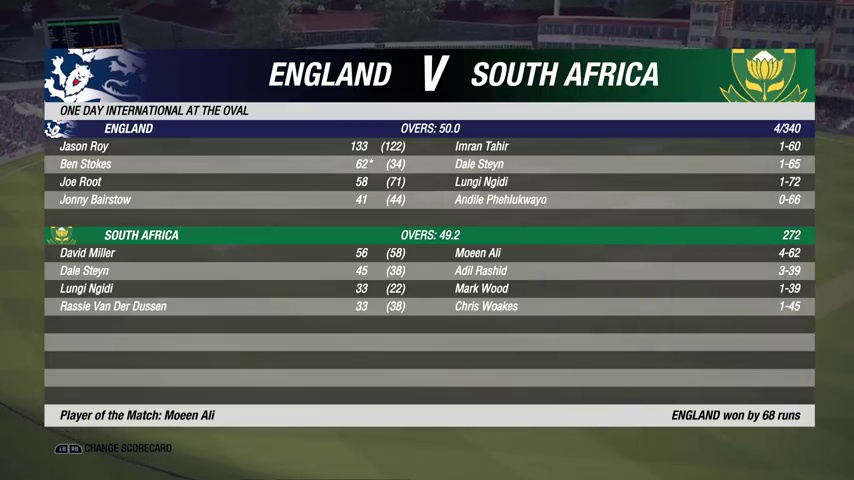 ENGLAND V SOUTH AFRICA
ONE DAY INTERNATIONAL AT THE OVAL
ENGLAND OVERS: 50.0 4/340
Jason Roy 133 (122) Imran Tahir 1-60
Ben Stokes 62* (34) Dale Steyn 1-65
Joe Root 58 (71) Lungi Ngidi 1-72
Jonny Bairstow 41 (44) Andile Phehlukwayo 0-66
SOUTH AFRICA OVERS: 49.2 272
David Miller 56 (58) Moeen Ali 4-62
Dale Steyn 45 (38) Adil Rashid 3-39
Lungi Ngidi 33 (22) Mark Wood 1-39
Rassie Van Der Dussen 33 (38) Chris Woakes 1-45
Player of the Match: Moeen Ali ENGLAND won by 68 runs
LB RB CHANGE SCORECARD